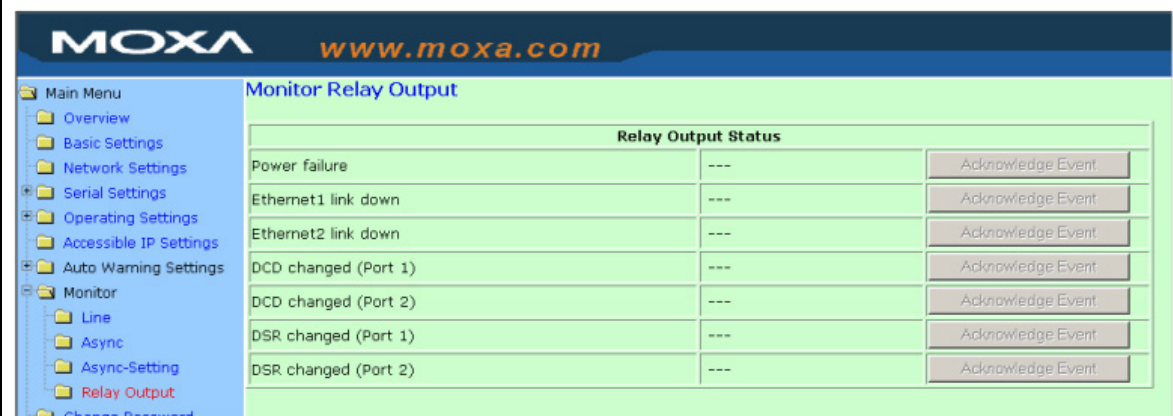 MOXA www.moxa.com
Main Menu
Overview
Basic Settings
Network Settings
Serial Settings
Operating Settings
Accessible IP Settings
Auto Warning Settings
Monitor
Line
Async
Async-Setting
Relay Output
Change Password
Monitor Relay Output
Relay Output Status
Power failure --- Acknowledge Event
Ethernet1 link down --- Acknowledge Event
Ethernet2 link down --- Acknowledge Event
DCD changed (Port 1) --- Acknowledge Event
DCD changed (Port 2) --- Acknowledge Event
DSR changed (Port 1) --- Acknowledge Event
DSR changed (Port 2) --- Acknowledge Event